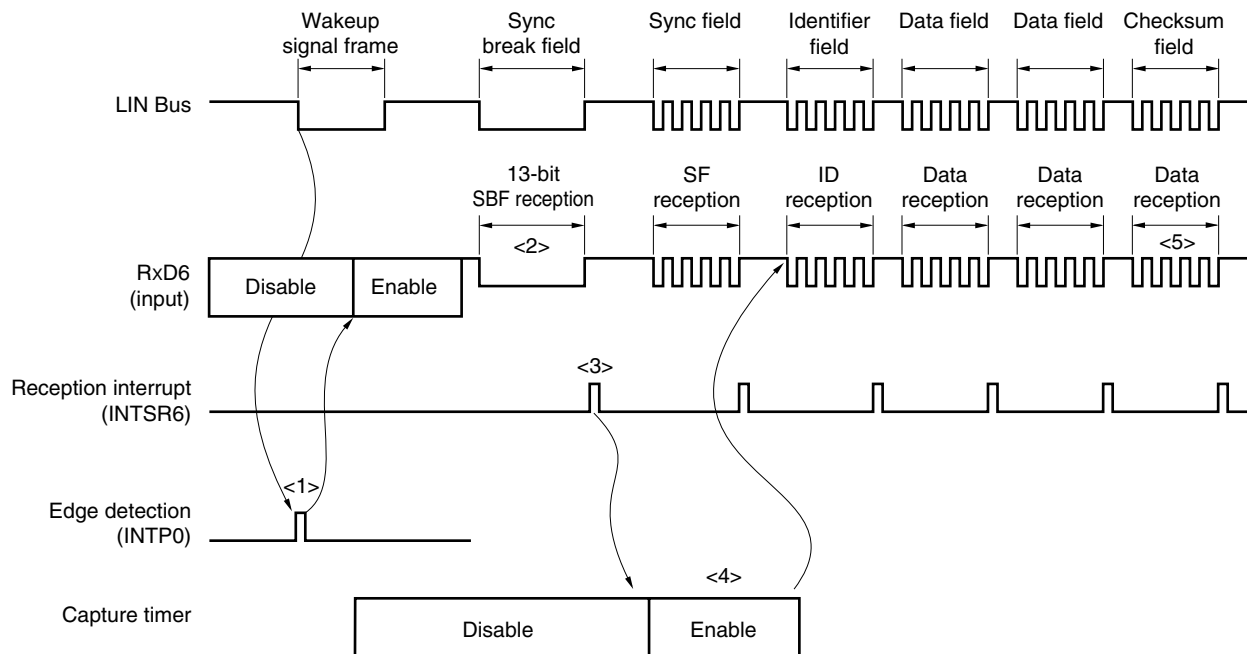 Wakeup
signal frame
Sync
break field
Sync field
Identifier
field
Data field
Data field
Checksum
field
LIN Bus
13-bit
SBF reception
SF
reception
ID
reception
Data
reception
Data
reception
Data
reception
<2>
<5>
RxD6
(input)
Disable
Enable
Reception interrupt
(INTSR6)
<3>
Edge detection
(INTP0)
<1>
Capture timer
Disable
Enable
<4>